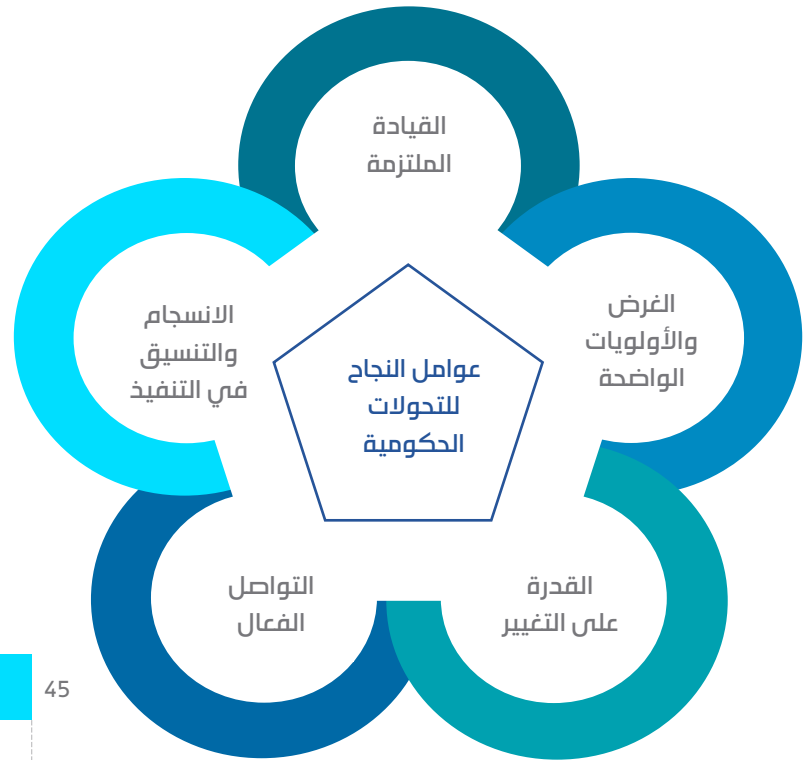 القيادة
الملتزمة
الغرض
والأولويات
الواضحة
الانسجام
والتنسيق
في التنفيذ
عوامل النجاح
للتحولات
الحكومية
القدرة
على التغيير
التواصل
الفعال
45